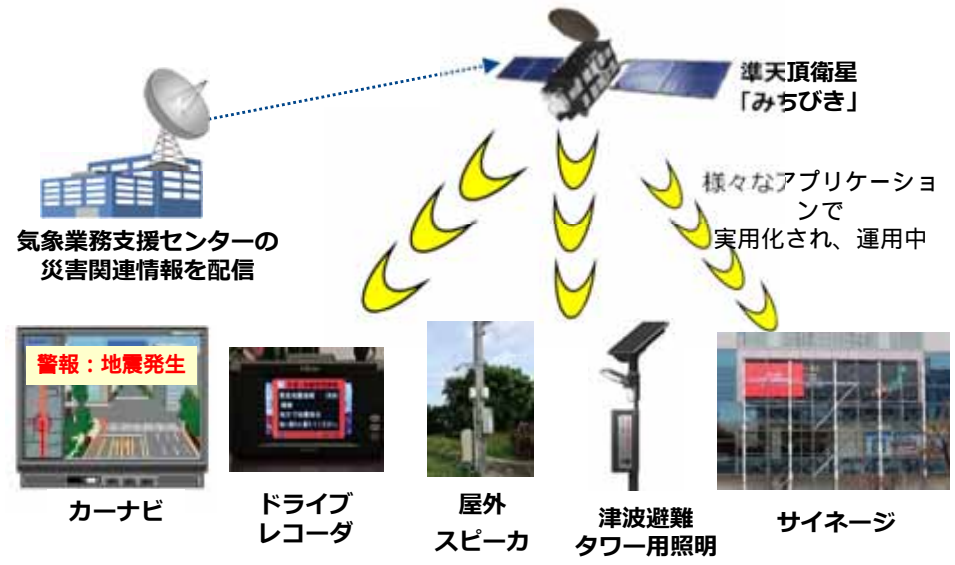 準天頂衛星
「みちびき」
様々なアプリケーショ
ンで
実用化され、運用中
気象業務支援センターの
災害関連情報を配信
警報：地震発生
カーナビ
ドライブ
レコーダ
屋外
スピーカ
津波避難
タワー用照明
サイネージ